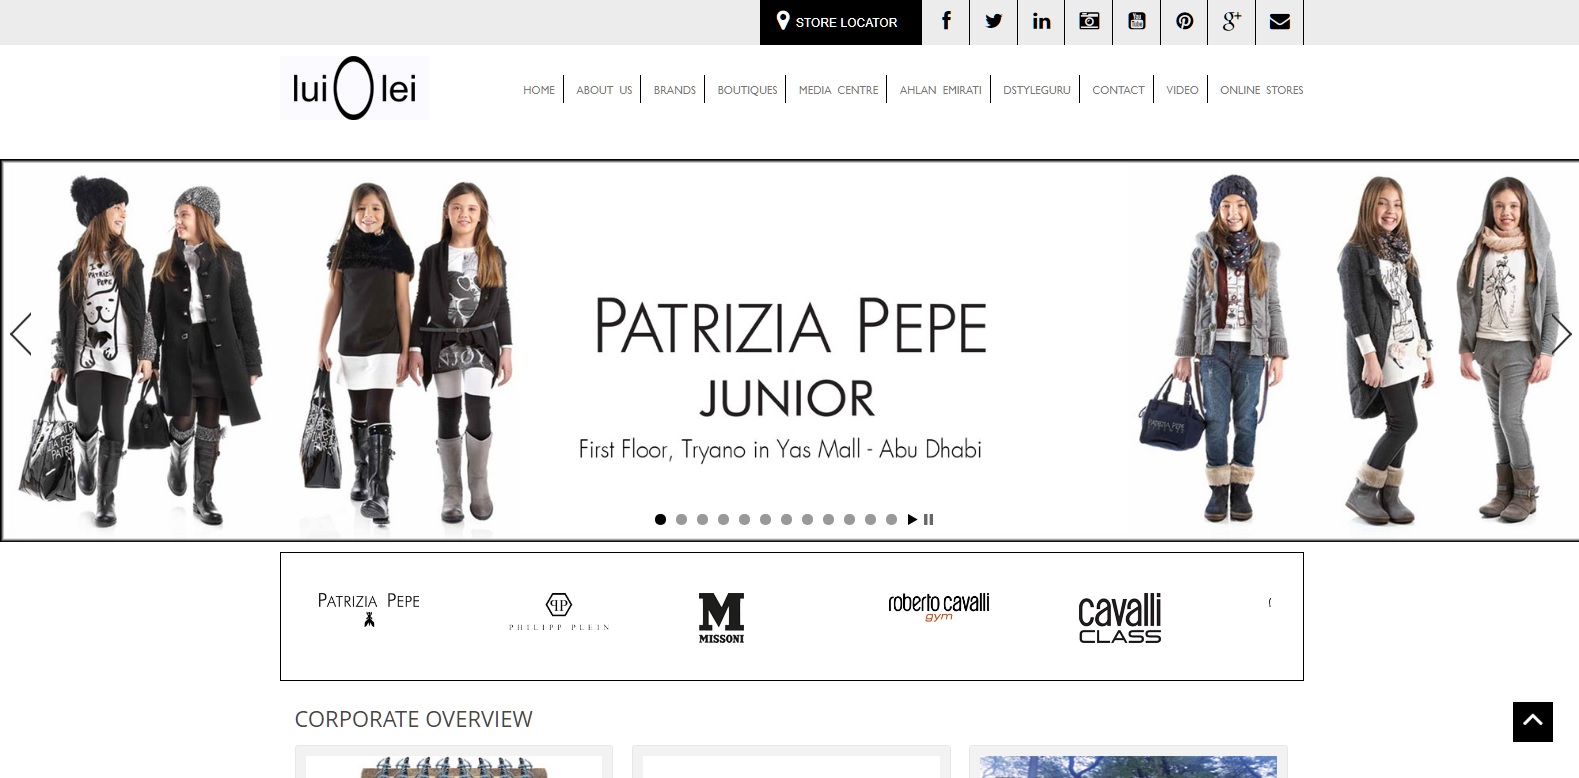 STORE LOCATOR
lui O lei
HOME
ABOUT US
BRANDS
BOUTIQUES
MEDIA CENTRE
AHLAN EMIRATI
DSTYLEGURU
CONTACT
VIDEO
ONLINE STORES
PATRIZIA PEPE
JUNIOR
First Floor, Tryano in Yas Mall - Abu Dhabi
PATRIZIA PEPE
PHILIPP PLEIN
M
MISSONI
roberto cavalli
gym
cavalli
CLASS
CORPORATE OVERVIEW